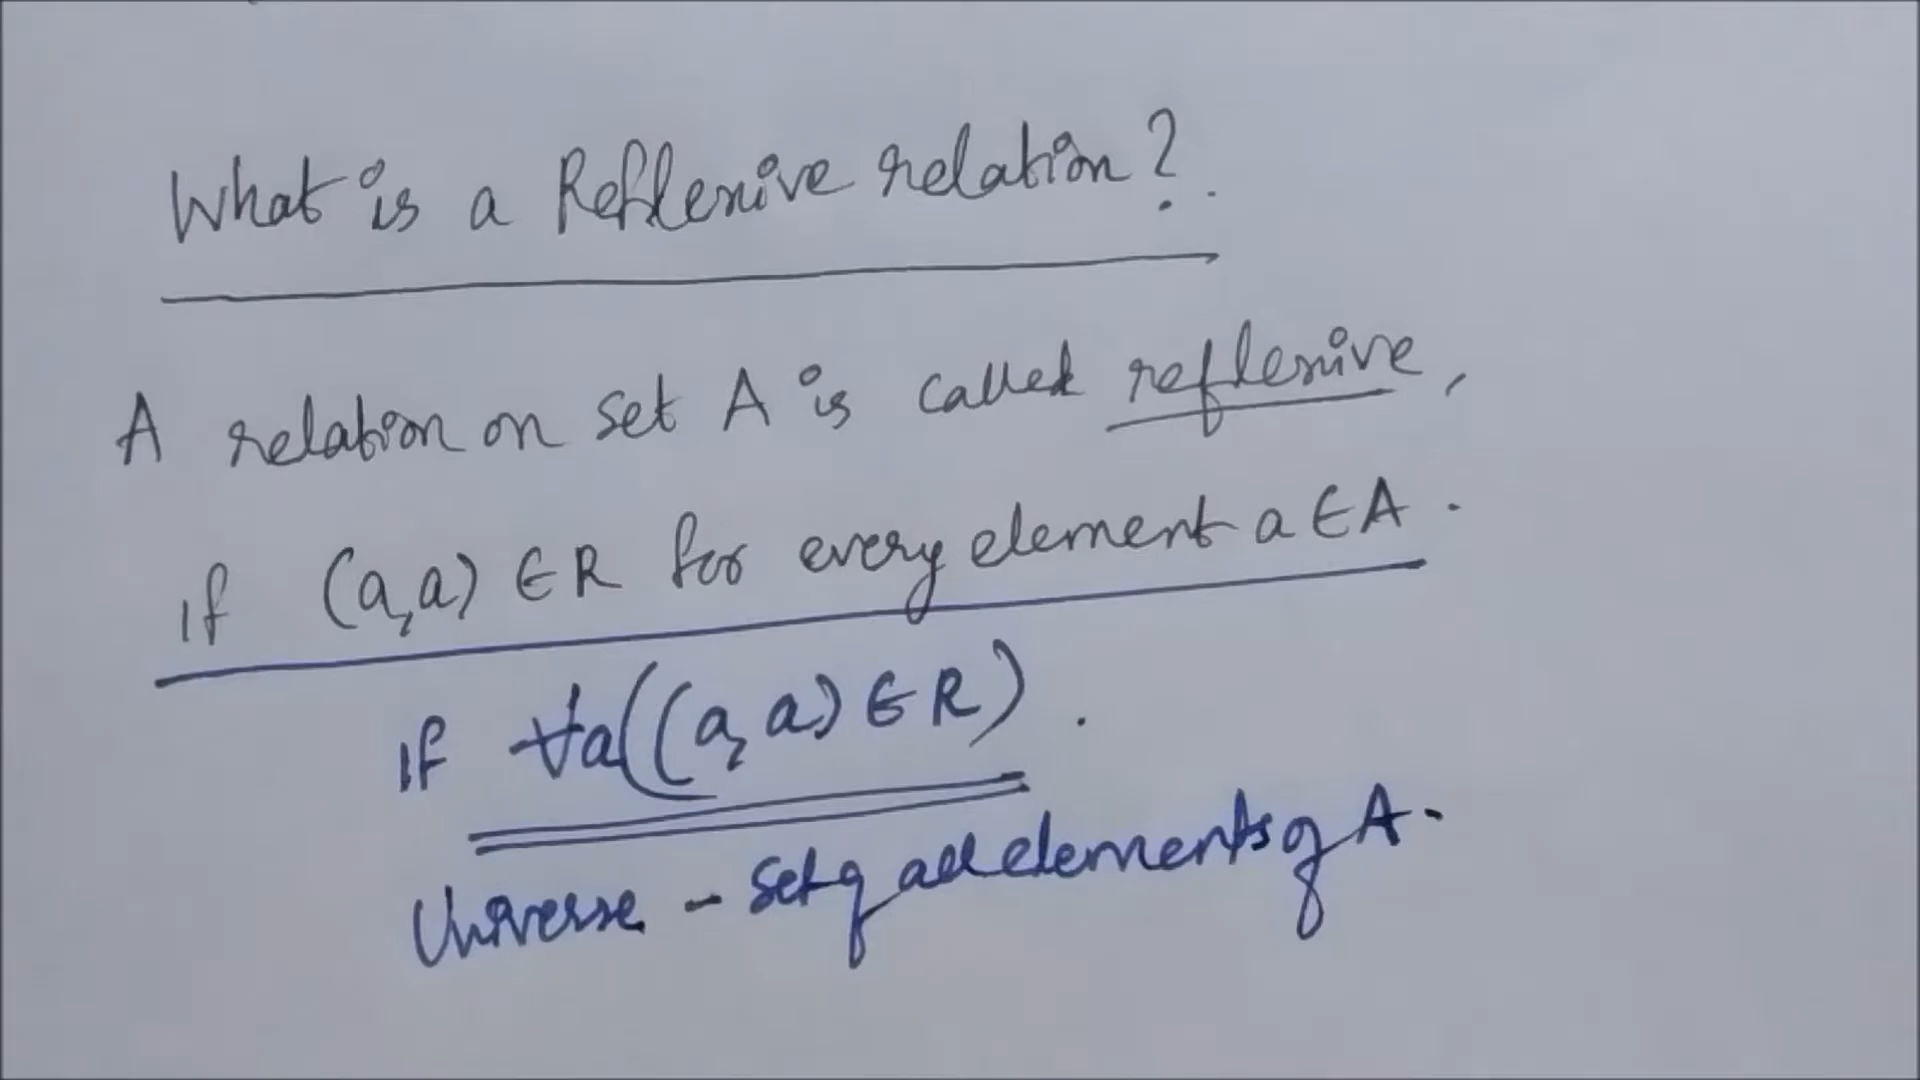 What is a Reflexive relation?.
A relation on set A is called reflexive,
if (a,a) ∈ R for every element a ∈ A.
if ∀a((a,a) ∈ R).
Universe - Set of all elements of A.